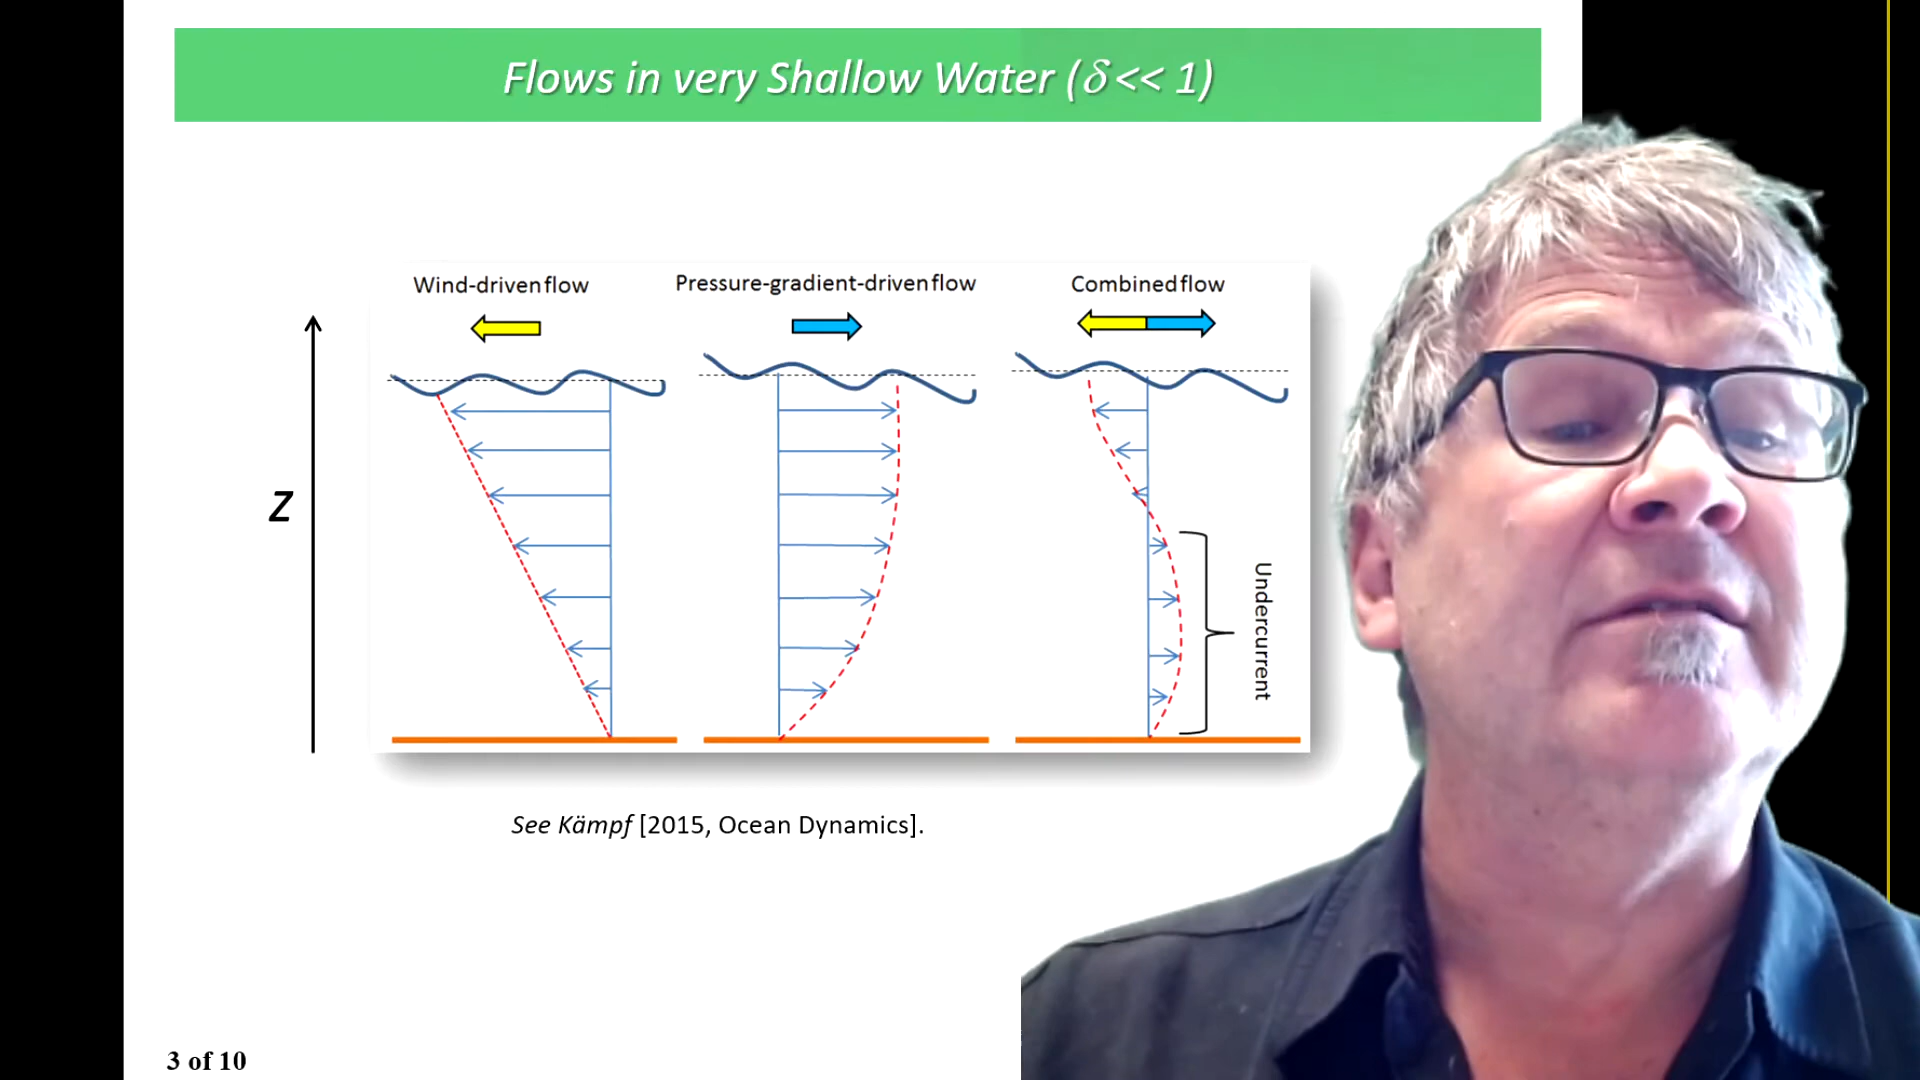 Flows in very Shallow Water (δ << 1)
Wind-driven flow
Pressure-gradient-driven flow
Combined flow
Z
Undercurrent
See Kämpf [2015, Ocean Dynamics].
3 of 10